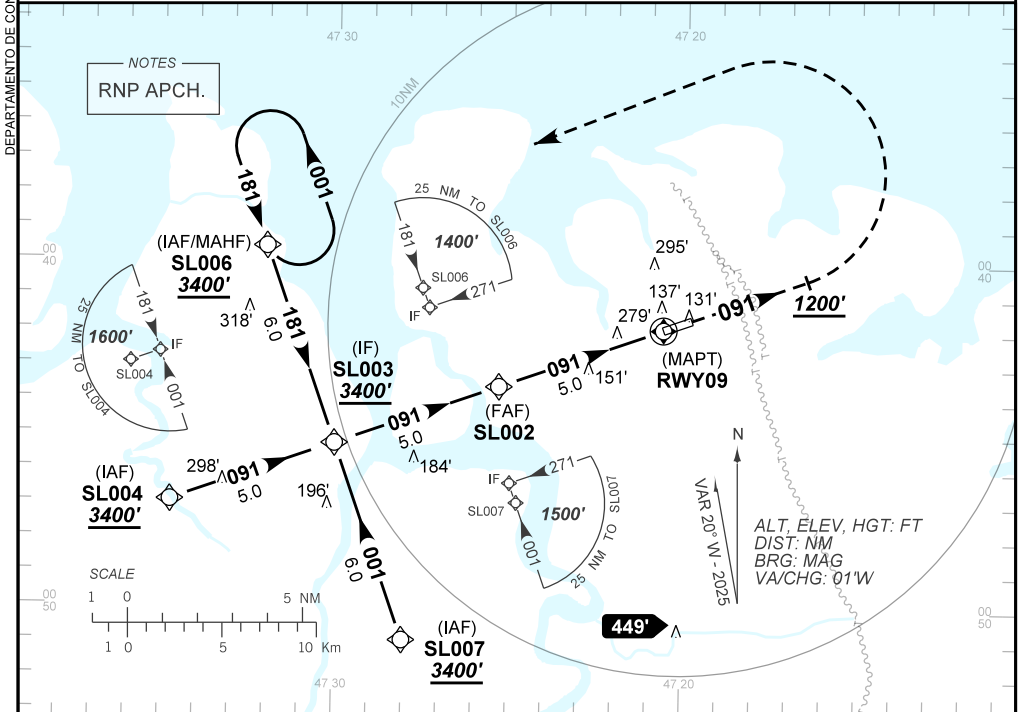 DEPARTAMENTO DE CON
47 30
47 20
NOTES
RNP APCH.
10NM
181
001
25 NM TO SL006
181
1400'
SL006
271
IF
(IAF/MAHF)
SL006
3400'
00
40
00
40
295'
137'
131'
279'
091
1200'
318'
181
6.0
181
25 NM TO SL004
1600'
IF
SL004
001
(IF)
SL003
3400'
(MAPT)
RWY09
091
5.0
151'
091
5.0
(FAF)
SL002
184'
298'
091
5.0
(IAF)
SL004
3400'
196'
IF
271
SL007
1500'
001
25 NM TO SL007
N
VAR 20° W - 2025
ALT, ELEV, HGT: FT
DIST: NM
BRG: MAG
VA/CHG: 01'W
001
6.0
SCALE
1 0 5 NM
1 0 5 10 Km
00
50
00
50
(IAF)
SL007
3400'
449'
47 30
47 20